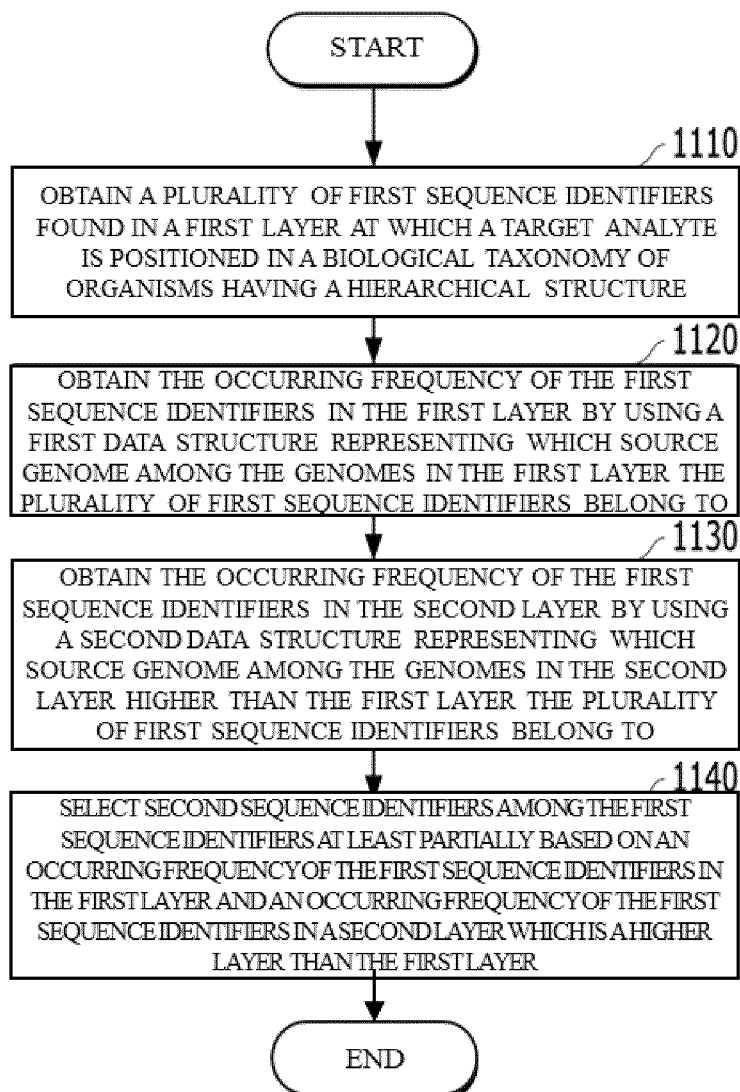 START
1110
OBTAIN A PLURALITY OF FIRST SEQUENCE IDENTIFIERS
FOUND IN A FIRST LAYER AT WHICH A TARGET ANALYTE
IS POSITIONED IN A BIOLOGICAL TAXONOMY OF
ORGANISMS HAVING A HIERARCHICAL STRUCTURE
1120
OBTAIN THE OCCURRING FREQUENCY OF THE FIRST
SEQUENCE IDENTIFIERS IN THE FIRST LAYER BY USING A
FIRST DATA STRUCTURE REPRESENTING WHICH SOURCE
GENOME AMONG THE GENOMES IN THE FIRST LAYER THE
PLURALITY OF FIRST SEQUENCE IDENTIFIERS BELONG TO
1130
OBTAIN THE OCCURRING FREQUENCY OF THE FIRST
SEQUENCE IDENTIFIERS IN THE SECOND LAYER BY USING
A SECOND DATA STRUCTURE REPRESENTING WHICH
SOURCE GENOME AMONG THE GENOMES IN THE SECOND
LAYER HIGHER THAN THE FIRST LAYER THE PLURALITY
OF FIRST SEQUENCE IDENTIFIERS BELONG TO
1140
SELECT SECOND SEQUENCE IDENTIFIERS AMONG THE FIRST
SEQUENCE IDENTIFIERS AT LEAST PARTIALLY BASED ON AN
OCCURRING FREQUENCY OF THE FIRST SEQUENCE IDENTIFIERS IN
THE FIRST LAYER AND AN OCCURRING FREQUENCY OF THE FIRST
SEQUENCE IDENTIFIERS IN A SECOND LAYER WHICH IS A HIGHER
LAYER THAN THE FIRST LAYER
END